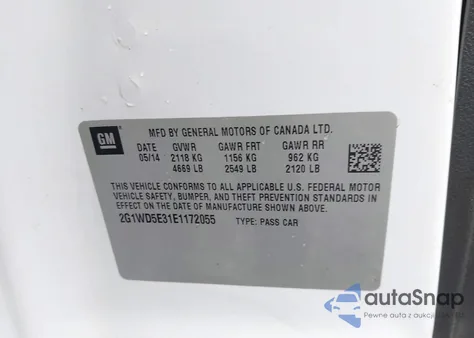 GM
MFD BY GENERAL MOTORS OF CANADA LTD.
DATE GVWR GAWR FRT GAWR RR
05/14 2118 KG 1156 KG 962 KG
4669 LB 2549 LB 2120 LB
THIS VEHICLE CONFORMS TO ALL APPLICABLE U.S. FEDERAL MOTOR
VEHICLE SAFETY, BUMPER, AND THEFT PREVENTION STANDARDS IN
EFFECT ON THE DATE OF MANUFACTURE SHOWN ABOVE.
2G1WD5E31E1172055 TYPE: PASS CAR
autaSnap
Pewne auta z aukcji